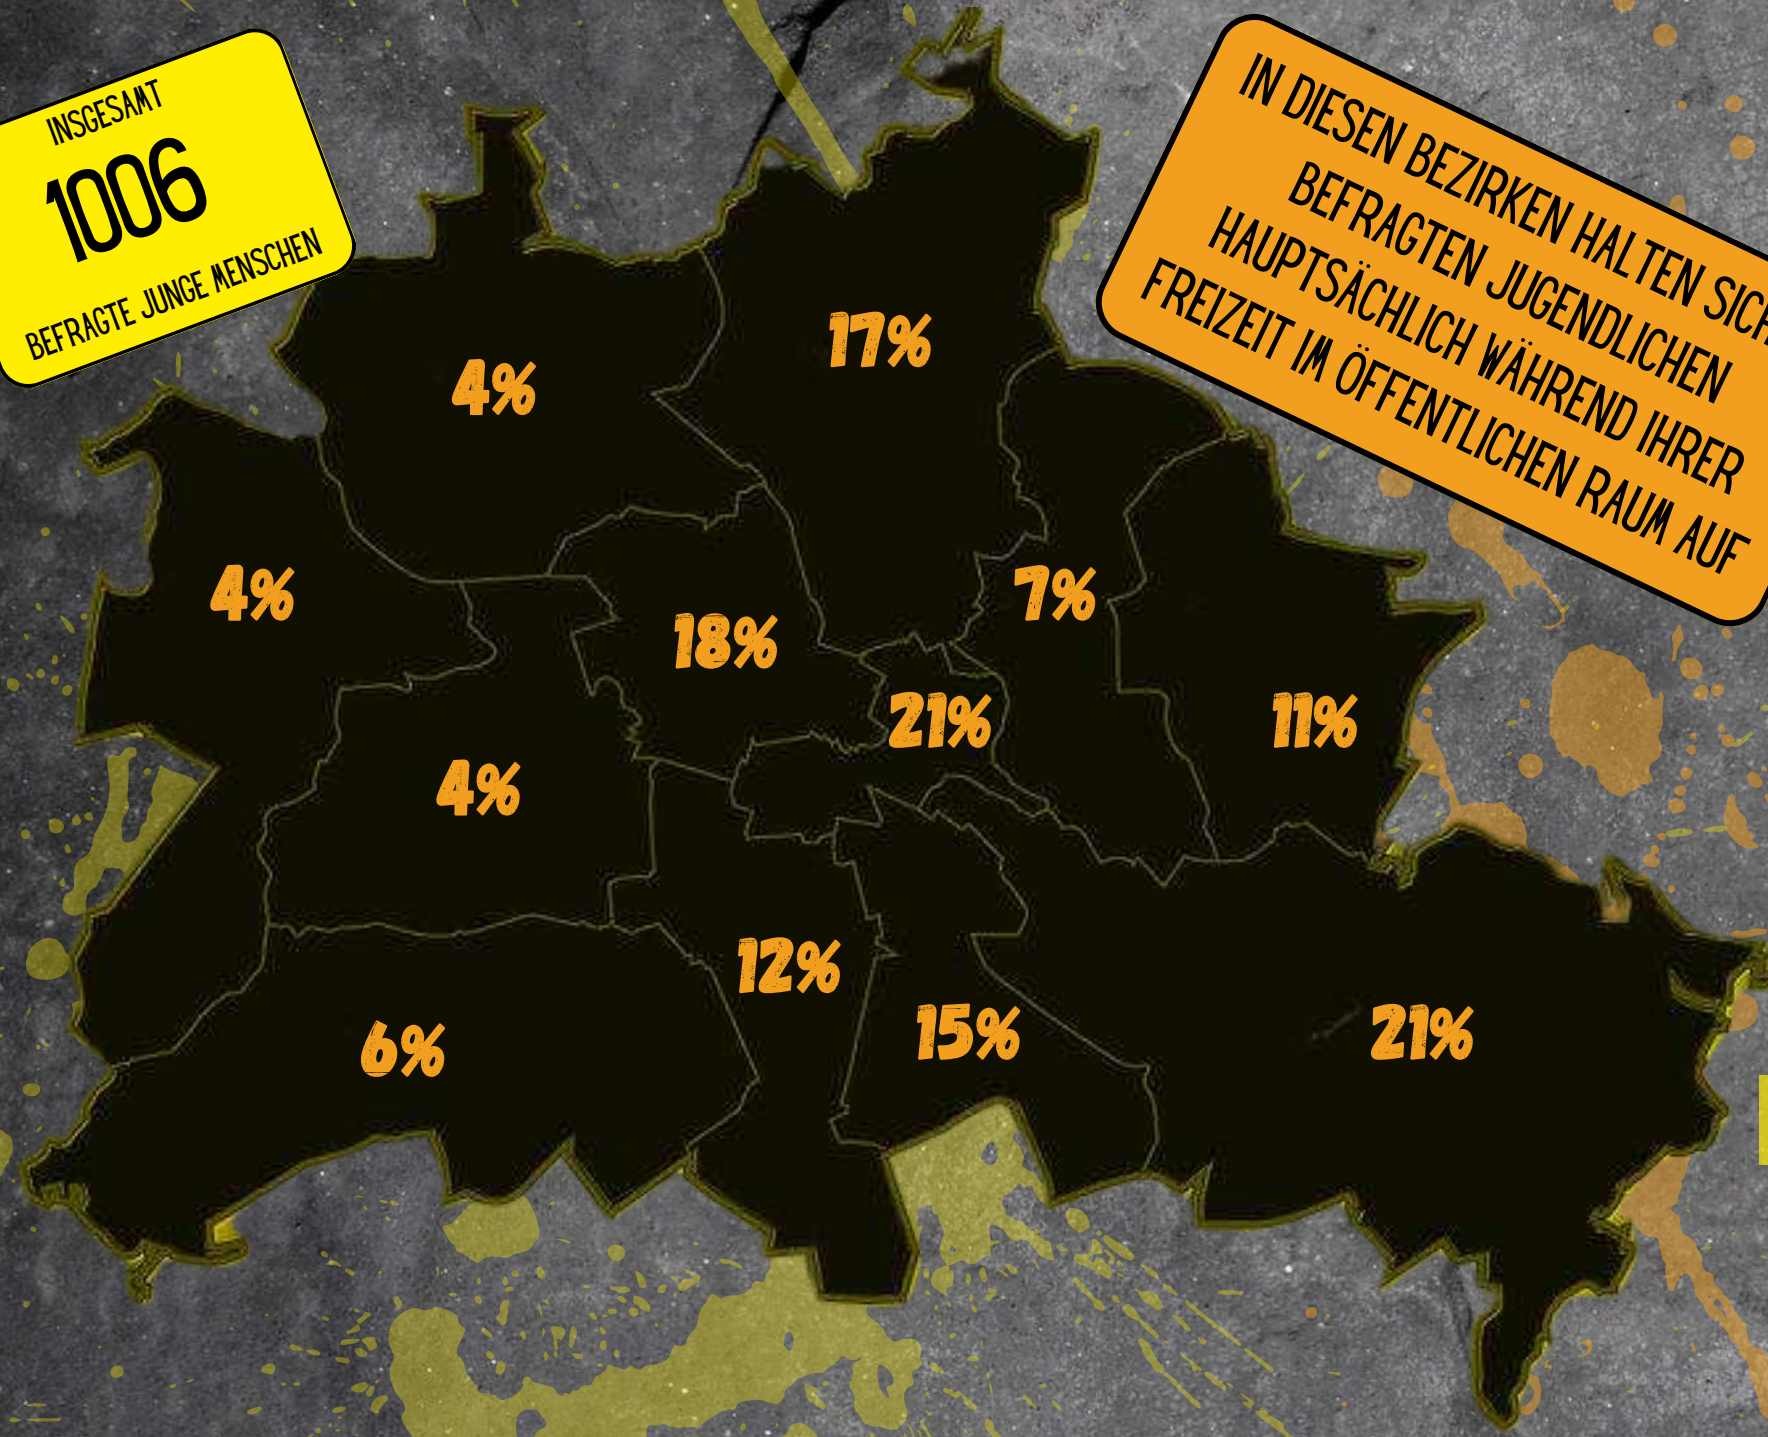 INSGESAMT
1006
BEFRAGTE JUNGE MENSCHEN
IN DIESEN BEZIRKEN HALTEN SICH
BEFRAGTEN JUGENDLICHEN
HAUPTSÄCHLICH WÄHREND IHRER
FREIZEIT IM ÖFFENTLICHEN RAUM AUF
17%
4%
4%
7%
18%
21%
11%
4%
12%
15%
21%
6%